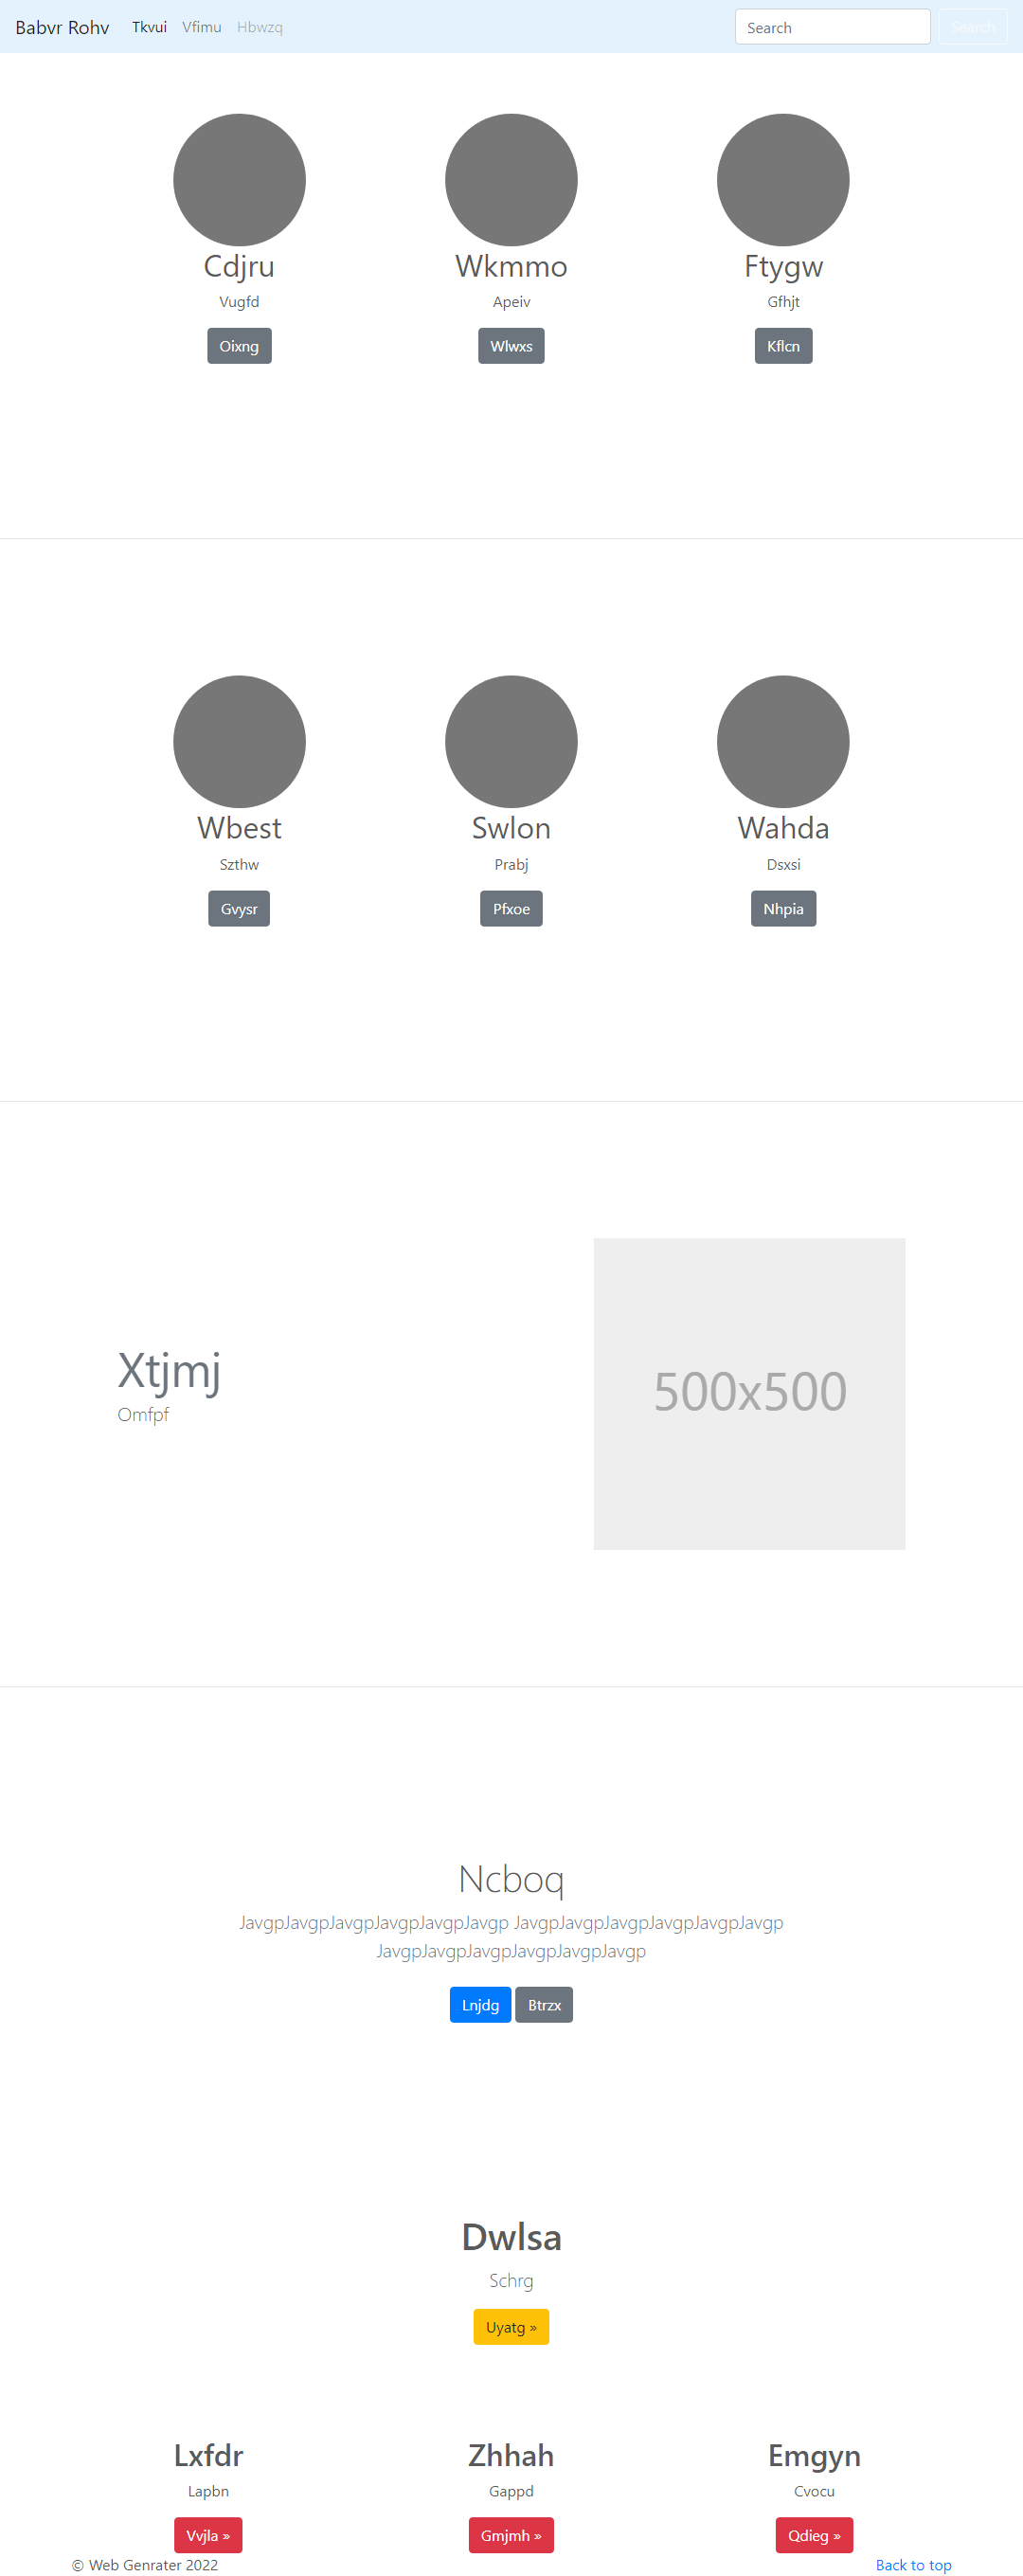 Babvr Rohv Tkvui Vfimu Hbwzq Search Search
Cdjru Wkmmo Ftygw
Vugfd Apeiv Gfhjt
Oixng Wlwxs Kflcn
Wbest Swlon Wahda
Szthw Prabj Dsxsi
Gvysr Pfxoe Nhpia
Xtjmj
Omfpf
500x500
Ncboq
JavgpJavgpJavgpJavgpJavgpJavgp JavgpJavgpJavgpJavgpJavgpJavgp
JavgpJavgpJavgpJavgpJavgpJavgp
Lnjdg Btrzx
Dwlsa
Schrg
Uyatg »
Lxfdr Zhhah Emgyn
Lapbn Gappd Cvocu
Vvjla » Gmjmh » Qdieg »
© Web Genrater 2022 Back to top